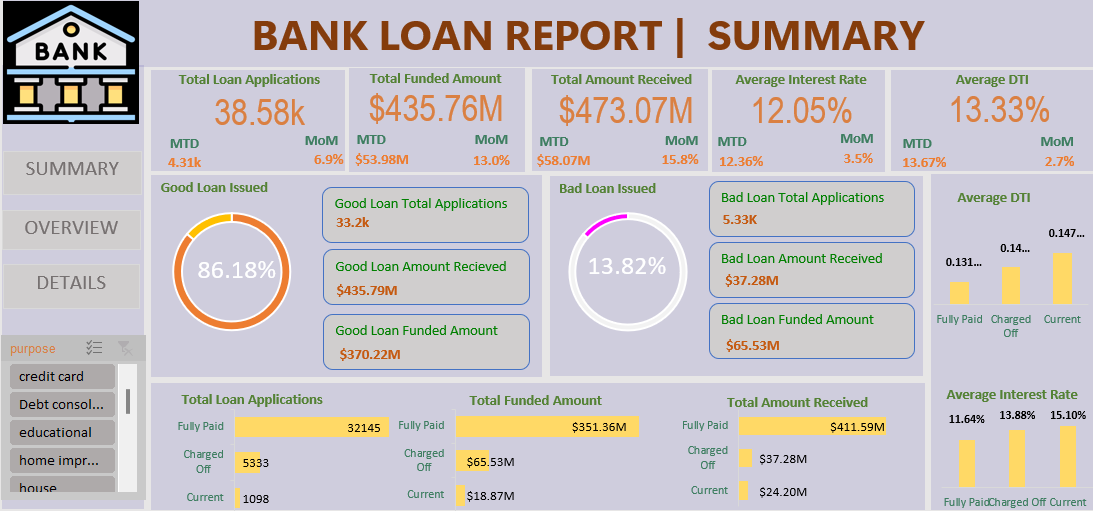 BANK
BANK LOAN REPORT | SUMMARY
Total Loan Applications
38.58k
MTD
MoM
4.31k
6.9%
Total Funded Amount
$435.76M
MTD
MoM
$53.98M
13.0%
Total Amount Received
$473.07M
MTD
MoM
$58.07M
15.8%
Average Interest Rate
12.05%
MTD
MoM
12.36%
3.5%
Average DTI
13.33%
MTD
MoM
13.67%
2.7%
SUMMARY
OVERVIEW
DETAILS
purpose
credit card
Debt consol...
educational
home impr...
house
Good Loan Issued
86.18%
Good Loan Total Applications
33.2k
Good Loan Amount Recieved
$435.79M
Good Loan Funded Amount
$370.22M
Bad Loan Issued
13.82%
Bad Loan Total Applications
5.33K
Bad Loan Amount Received
$37.28M
Bad Loan Funded Amount
$65.53M
Average DTI
0.131...
0.14...
0.147...
Fully Paid
Charged
Off
Current
Total Loan Applications
Fully Paid
32145
Charged
Off
5333
Current
1098
Total Funded Amount
Fully Paid
$351.36M
Charged
Off
$65.53M
Current
$18.87M
Total Amount Received
Fully Paid
$411.59M
Charged
Off
$37.28M
Current
$24.20M
Average Interest Rate
11.64%
13.88%
15.10%
Fully Paid
Charged Off
Current